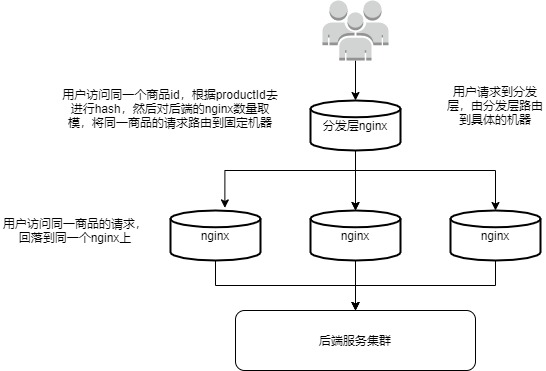 用户访问同一个商品id，根据productId去
进行hash，然后对后端的nginx数量取
模，将同一商品的请求路由到固定机器
用户请求到分发
层，由分发层路由
到具体的机器
分发层nginx
用户访问同一商品的请求，
回落到同一个nginx上
nginx
nginx
nginx
后端服务集群